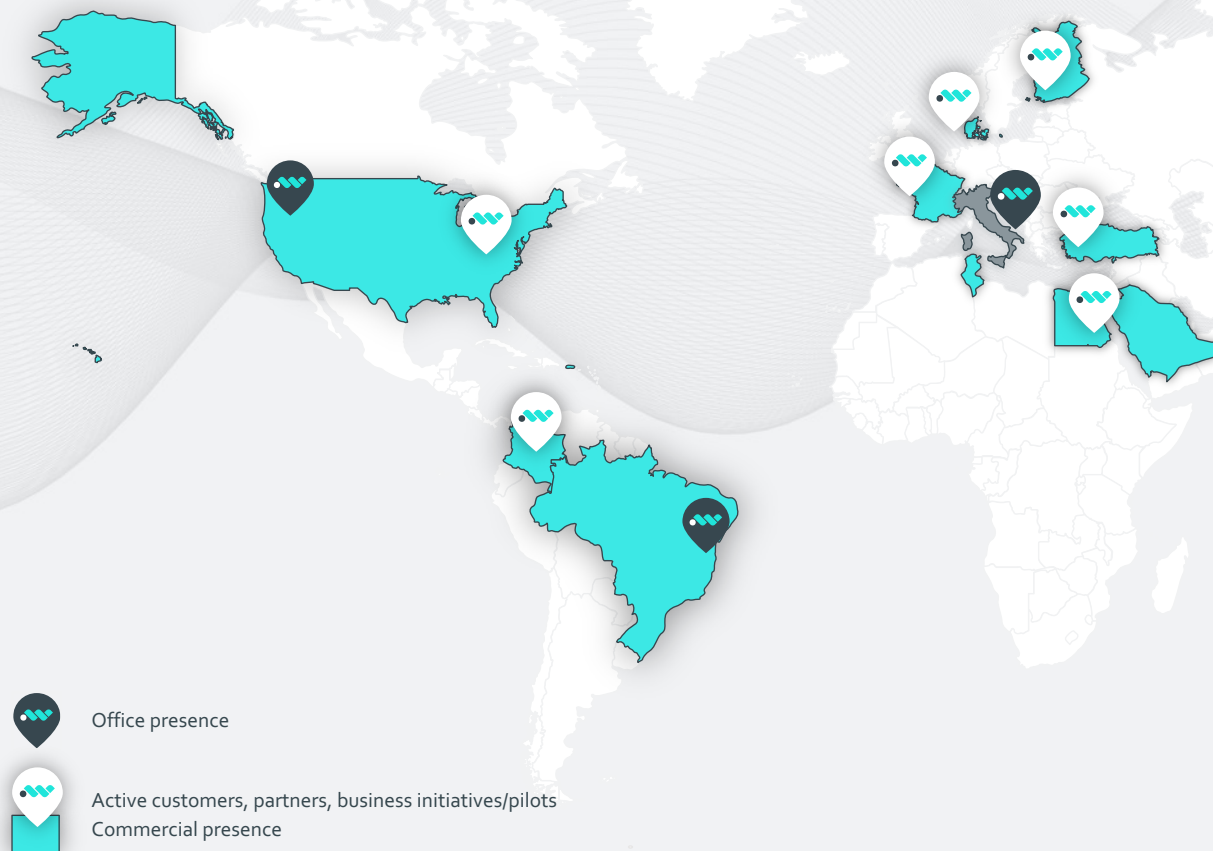 Office presence
Active customers, partners, business initiatives/pilots
Commercial presence